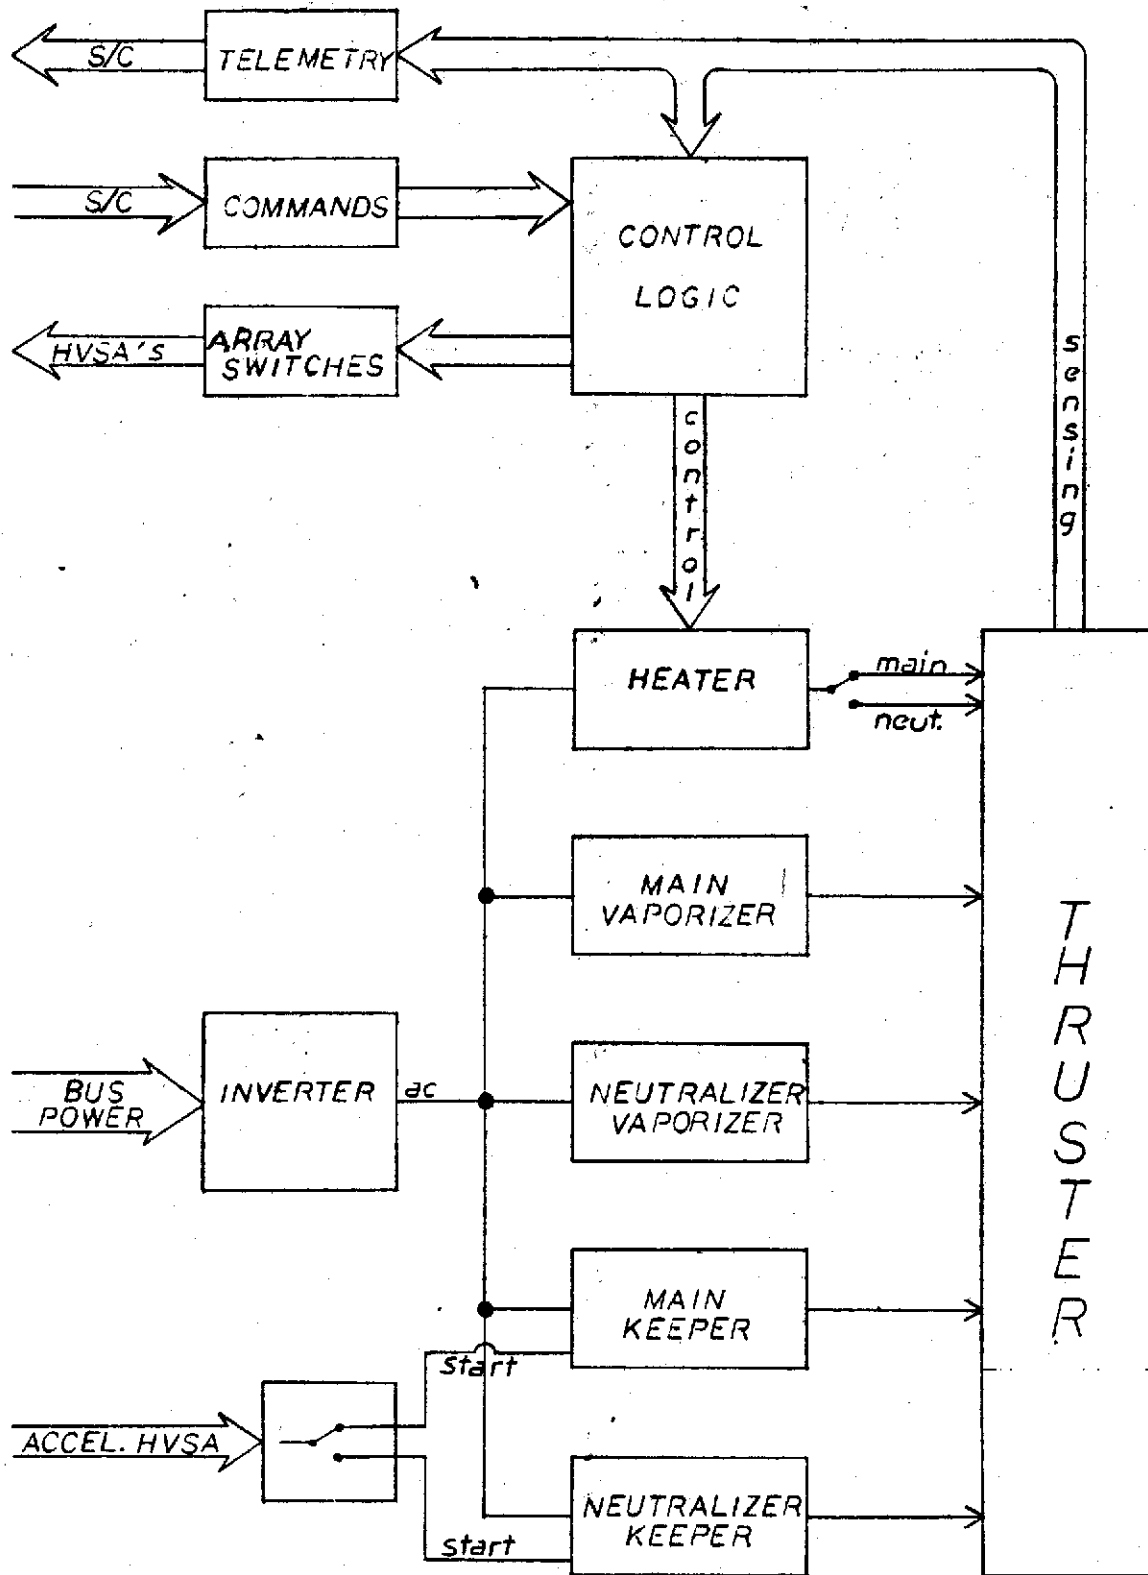 S/C
TELEMETRY
S/C
COMMANDS
CONTROL
LOGIC
HVSA's
ARRAY
SWITCHES
sensing
control
HEATER
main
neut.
MAIN
VAPORIZER
THRUSTER
BUS
POWER
INVERTER
ac
NEUTRALIZER
VAPORIZER
MAIN
KEEPER
start
ACCEL. HVSA
NEUTRALIZER
KEEPER
start